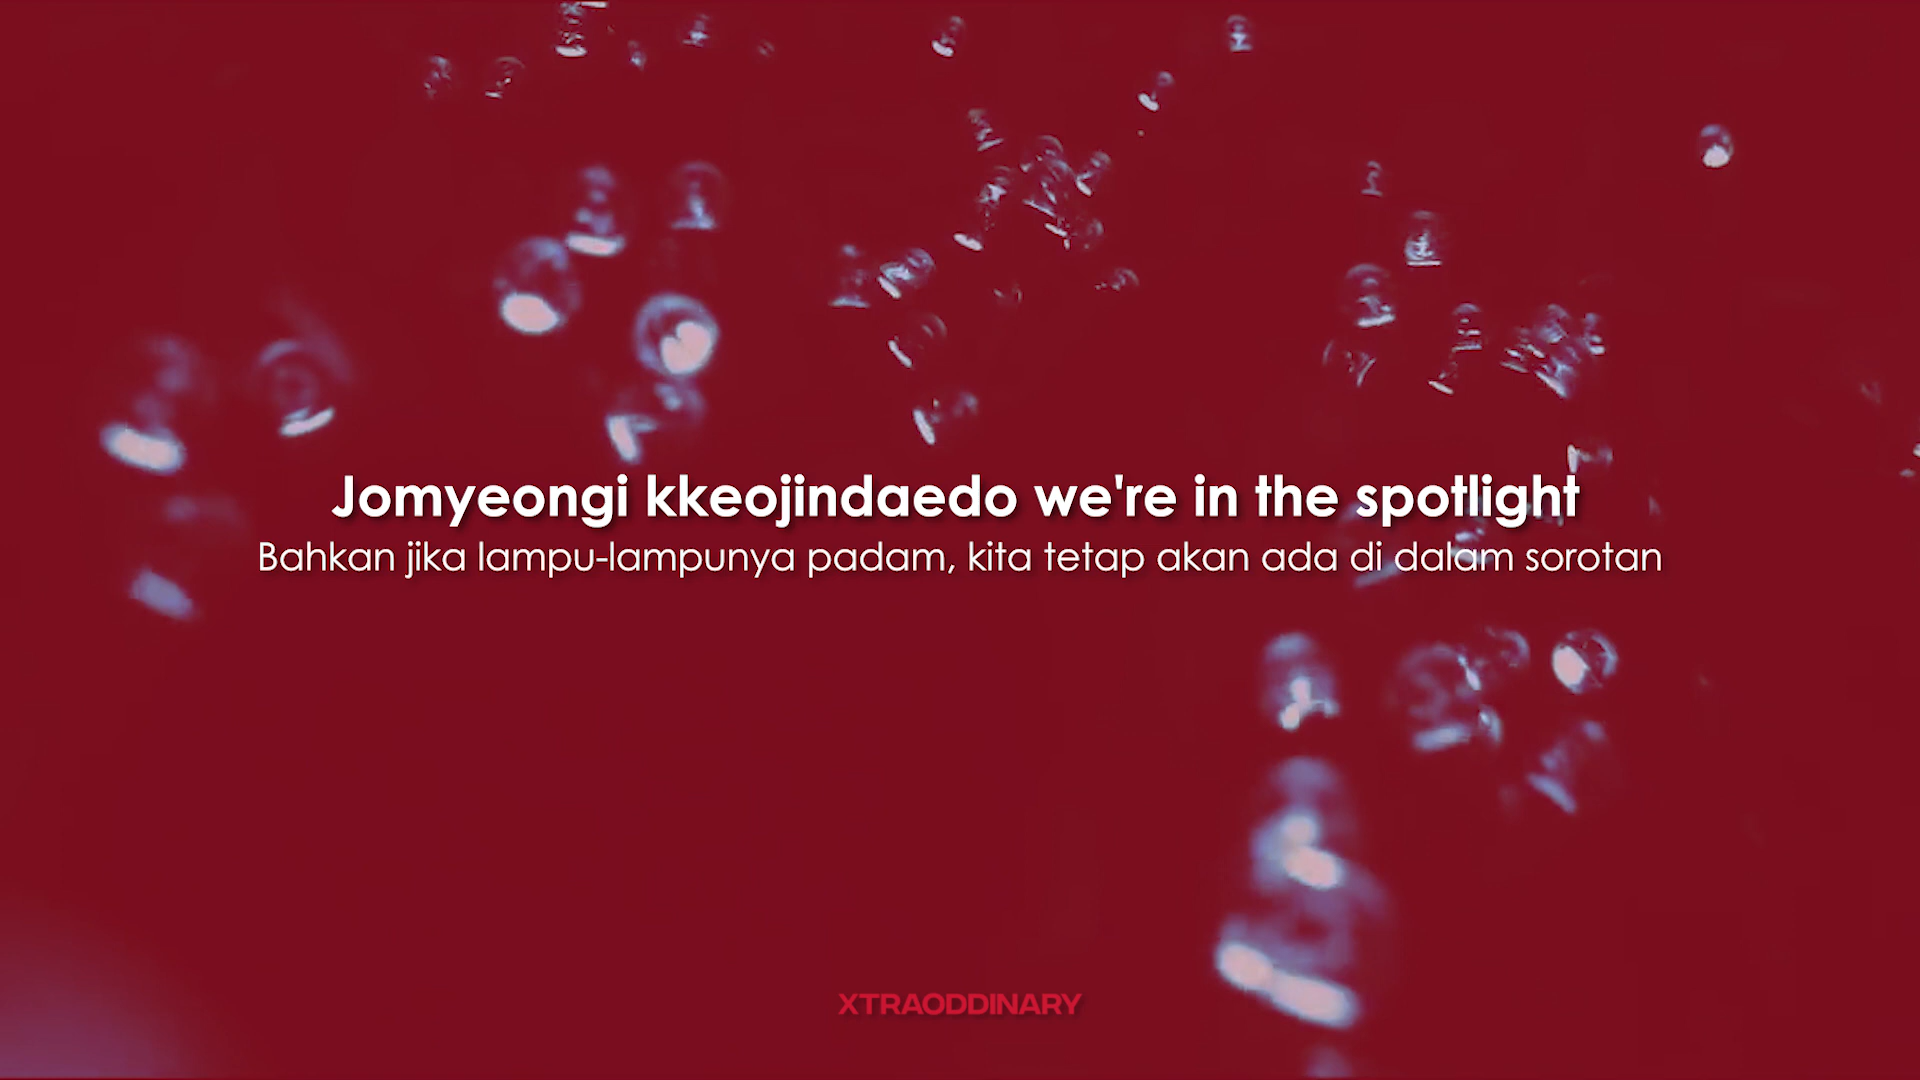 Jomyeongi kkeojindaedo we're in the spotlight
Bahkan jika lampu-lampunya padam, kita tetap akan ada di dalam sorotan
XTRAODDINARY